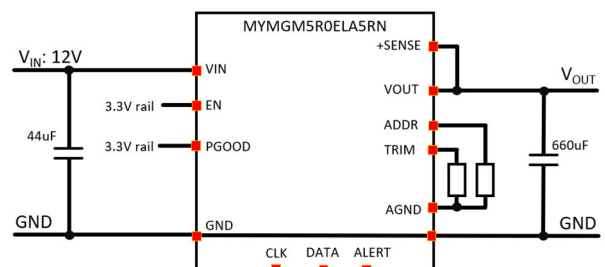 MYMGM5R0ELA5RN
+SENSE
VIN: 12V
VIN
VOUT
VOUT
3.3V rail
EN
ADDR
44uF
3.3V rail
PGOOD
TRIM
660uF
AGND
GND
GND
GND
CLK DATA ALERT